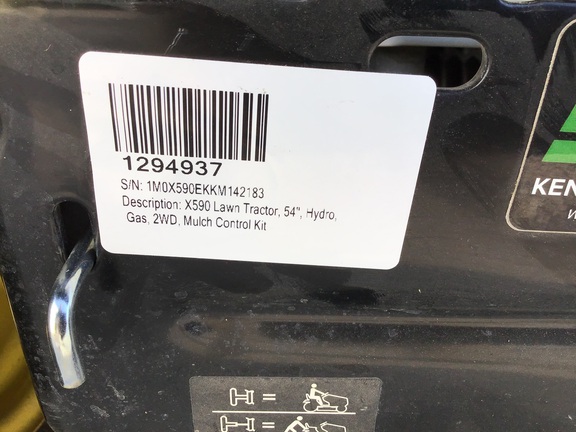 1294937
S/N: 1M0X590EKKM142183
Description: X590 Lawn Tractor, 54", Hydro,
Gas, 2WD, Mulch Control Kit
KEN
=
=